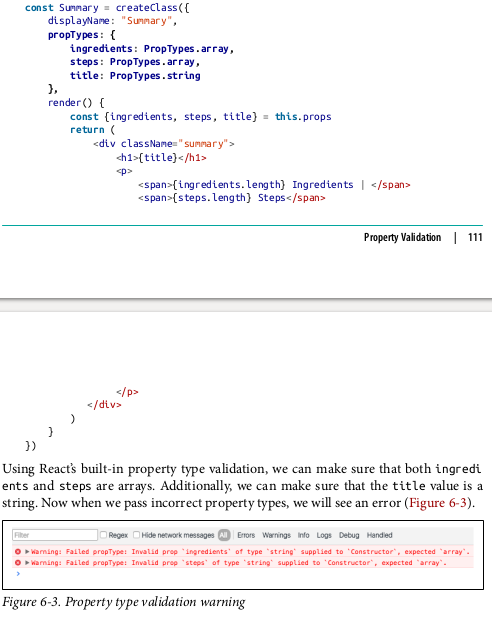 const Summary = createClass({
displayName: "Summary",
propTypes: {
ingredients: PropTypes.array,
steps: PropTypes.array,
title: PropTypes.string
},
render() {
const {ingredients, steps, title} = this.props
return (
<div className="summary">
<h1>{title}</h1>
<p>
<span>{ingredients.length} Ingredients | </span>
<span>{steps.length} Steps</span>
Property Validation | 111
</p>
</div>
)
}
})
Using React's built-in property type validation, we can make sure that both ingredi
ents and steps are arrays. Additionally, we can make sure that the title value is a
string. Now when we pass incorrect property types, we will see an error (Figure 6-3).
Filter Regex Hide network messages All Errors Warnings Info Logs Debug Handled
Warning: Failed propType: Invalid prop `ingredients` of type `string` supplied to `Constructor`, expected `array`.
Warning: Failed propType: Invalid prop `steps` of type `string` supplied to `Constructor`, expected `array`.
Figure 6-3. Property type validation warning